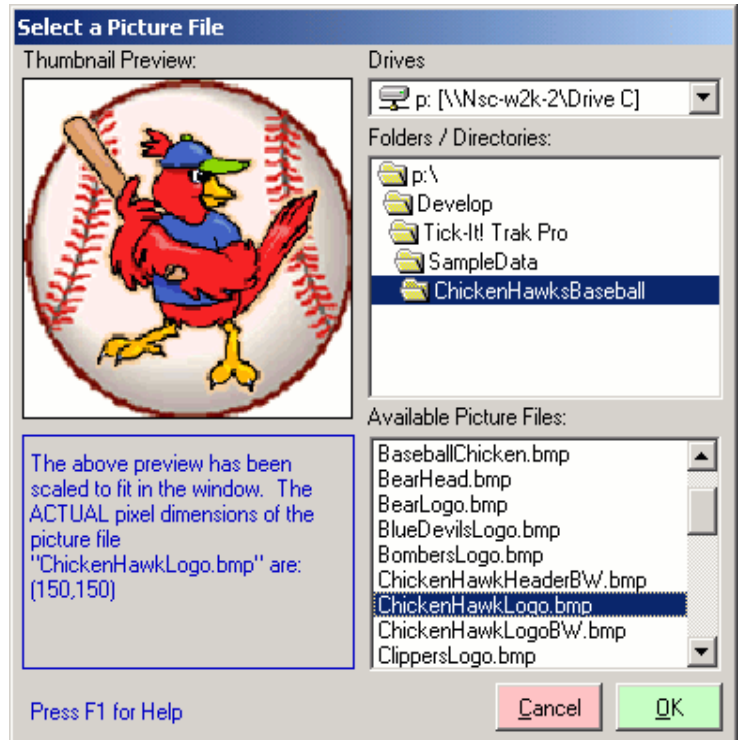 Select a Picture File
Thumbnail Preview:
Drives
p: [\\Nsc-w2k-2\Drive C]
Folders / Directories:
p:\
Develop
Tick-It! Trak Pro
SampleData
ChickenHawksBaseball
Available Picture Files:
BaseballChicken.bmp
BearHead.bmp
BearLogo.bmp
BlueDevilsLogo.bmp
BombersLogo.bmp
ChickenHawkHeaderBW.bmp
ChickenHawkLogo.bmp
ChickenHawkLogoBW.bmp
ClippersLogo.bmp
The above preview has been
scaled to fit in the window.  The
ACTUAL pixel dimensions of the
picture file
"ChickenHawkLogo.bmp" are:
(150,150)
Press F1 for Help
Cancel
OK